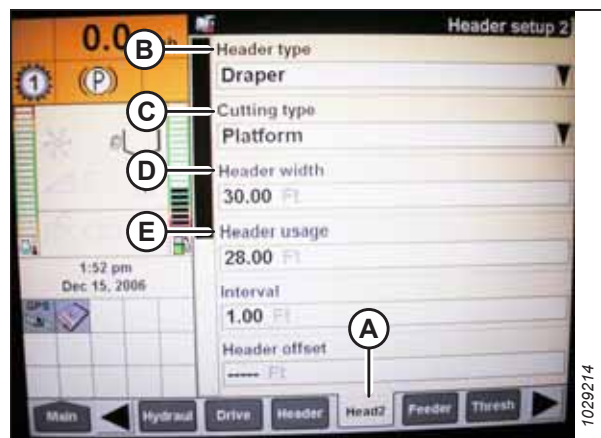 0.0
Header setup 2
B
Header type
1
(P)
Draper
C
Cutting type
Platform
D
Header width
30.00 Ft
E
Header usage
28.00 Ft
1:52 pm
Dec 15, 2006
Interval
1.00 Ft
GPS
A
Header offset
----- Ft
Main
Hydraul
Drive
Header
Head2
Feeder
Thresh
1029214